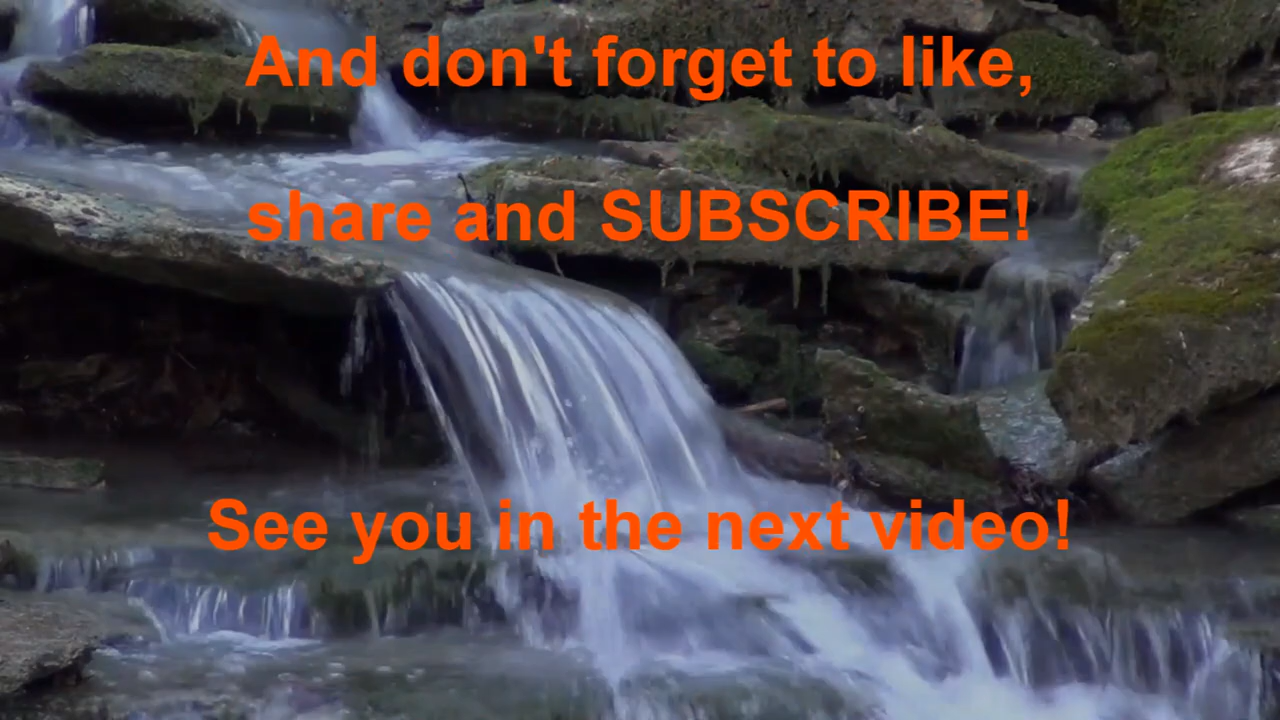 And don't forget to like,
share and SUBSCRIBE!
See you in the next video!